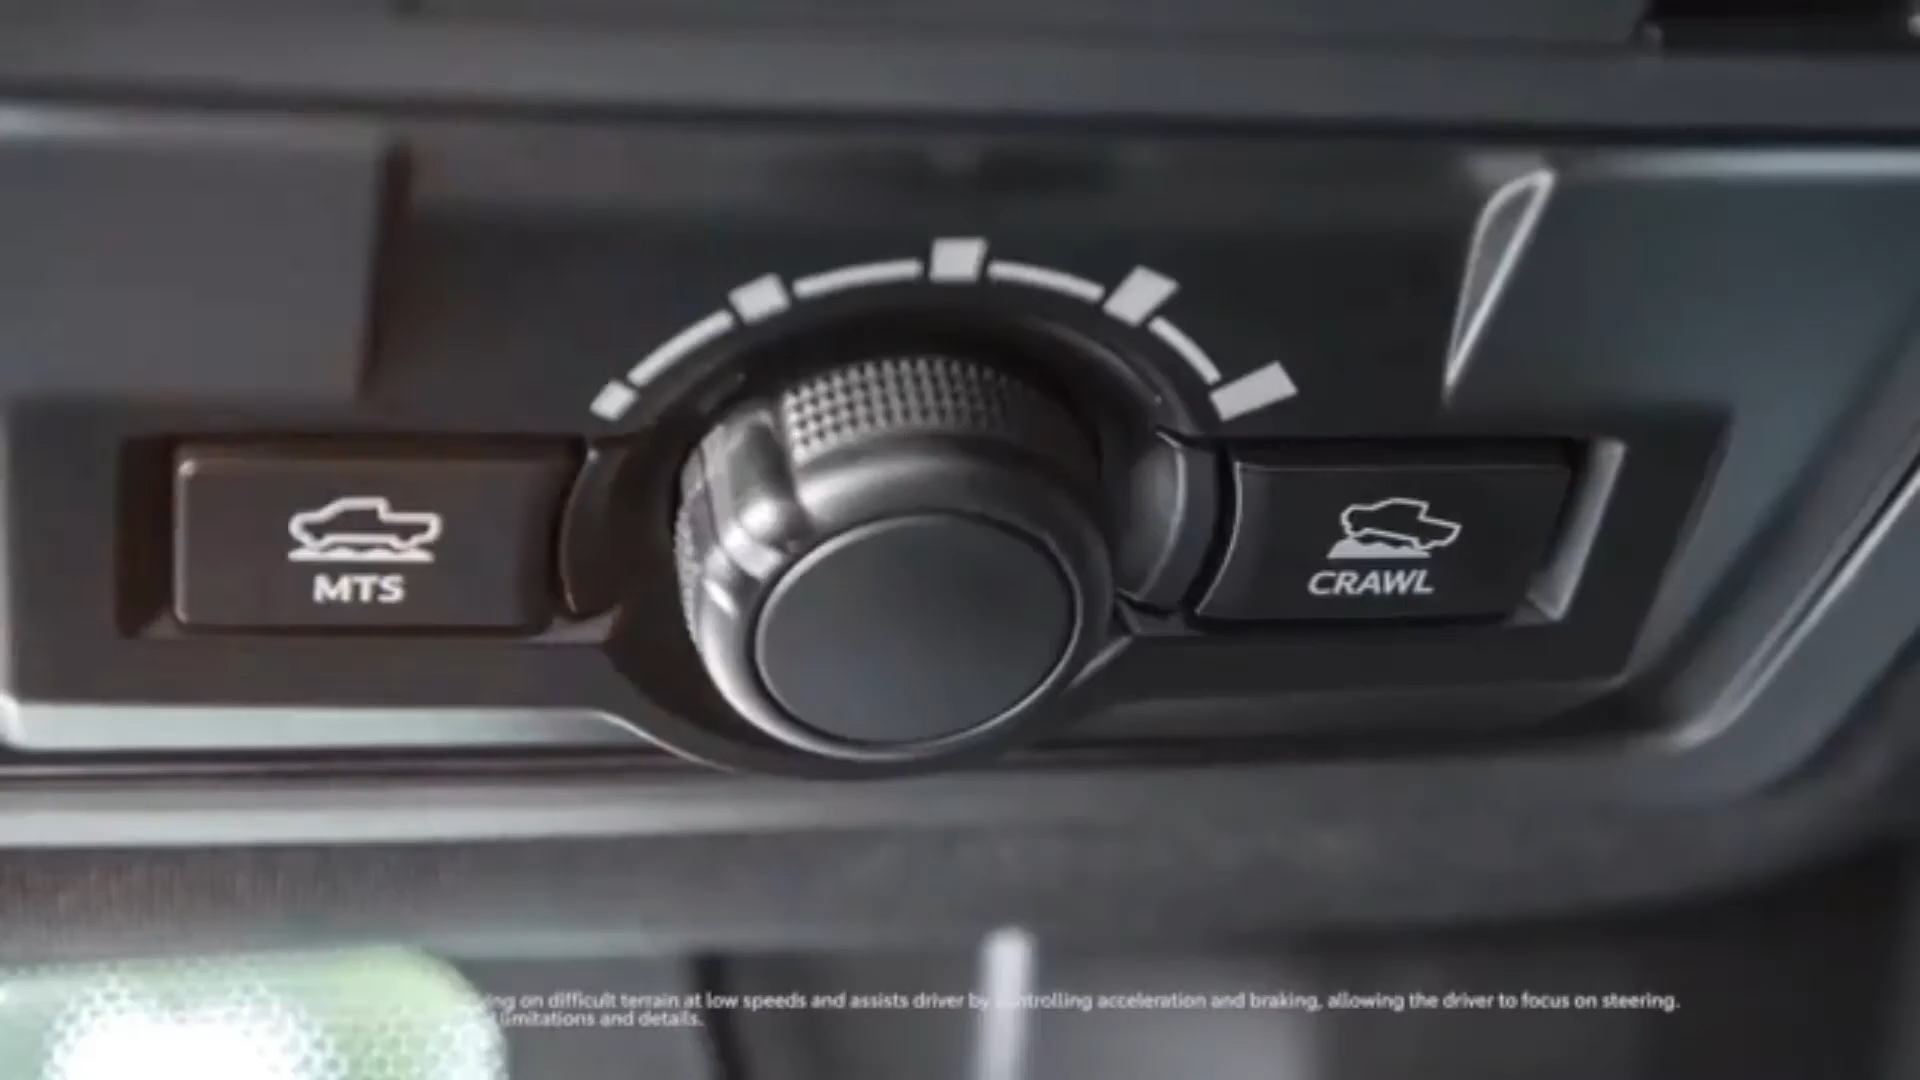 MTS
CRAWL
on difficult terrain at low speeds and assists driver by controlling acceleration and braking, allowing the driver to focus on steering.
limitations and details.